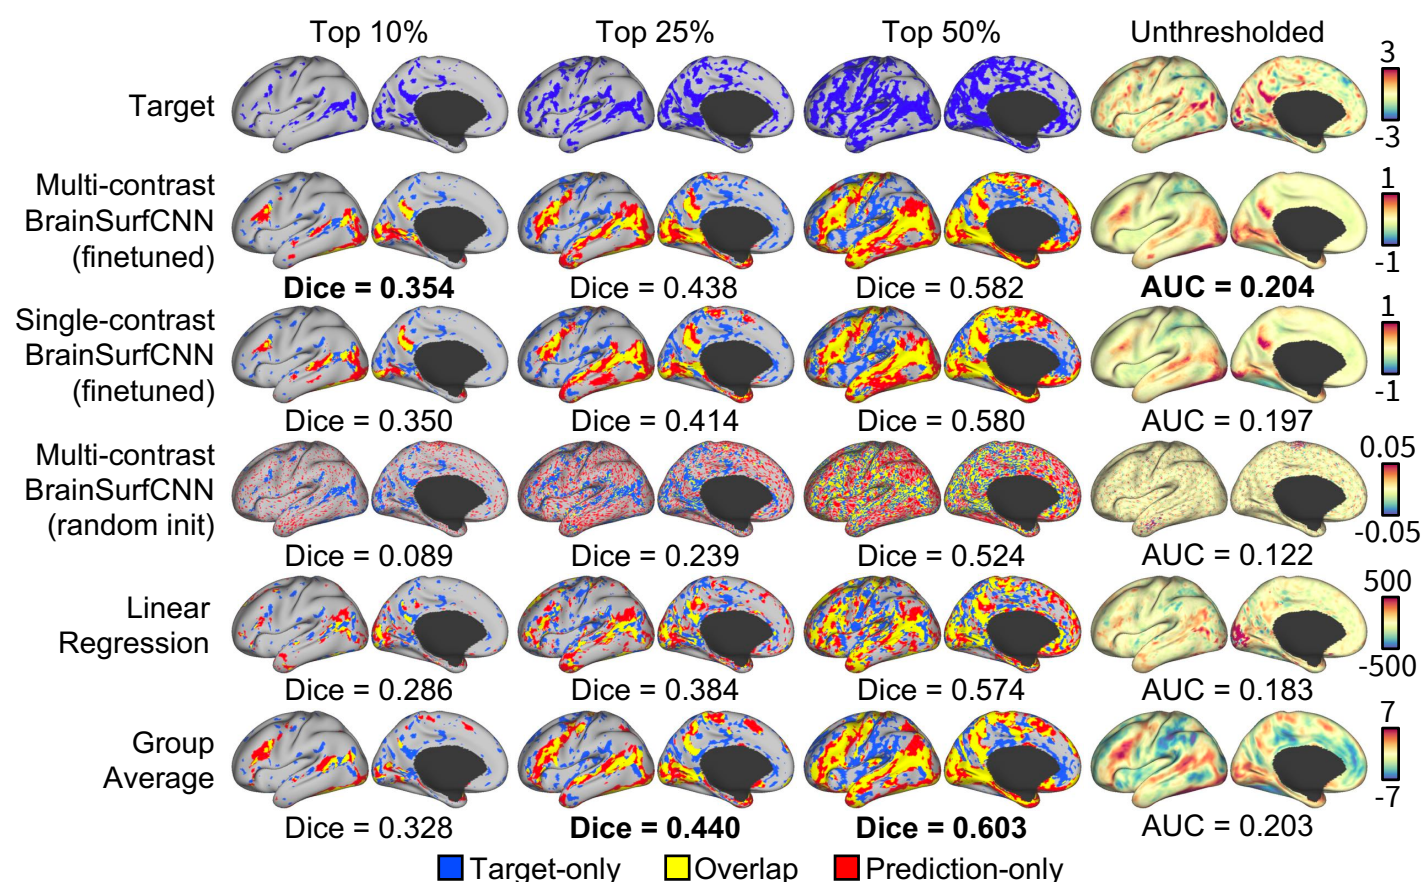 Top 10% Top 25% Top 50% Unthresholded
Target
3
-3
Multi-contrast
BrainSurfCNN
(finetuned)
1
-1
Dice = 0.354 Dice = 0.438 Dice = 0.582 AUC = 0.204
Single-contrast
BrainSurfCNN
(finetuned)
1
-1
Dice = 0.350 Dice = 0.414 Dice = 0.580 AUC = 0.197
Multi-contrast
BrainSurfCNN
(random init)
0.05
-0.05
Dice = 0.089 Dice = 0.239 Dice = 0.524 AUC = 0.122
Linear
Regression
500
-500
Dice = 0.286 Dice = 0.384 Dice = 0.574 AUC = 0.183
Group
Average
7
-7
Dice = 0.328 Dice = 0.440 Dice = 0.603 AUC = 0.203
Target-only Overlap Prediction-only